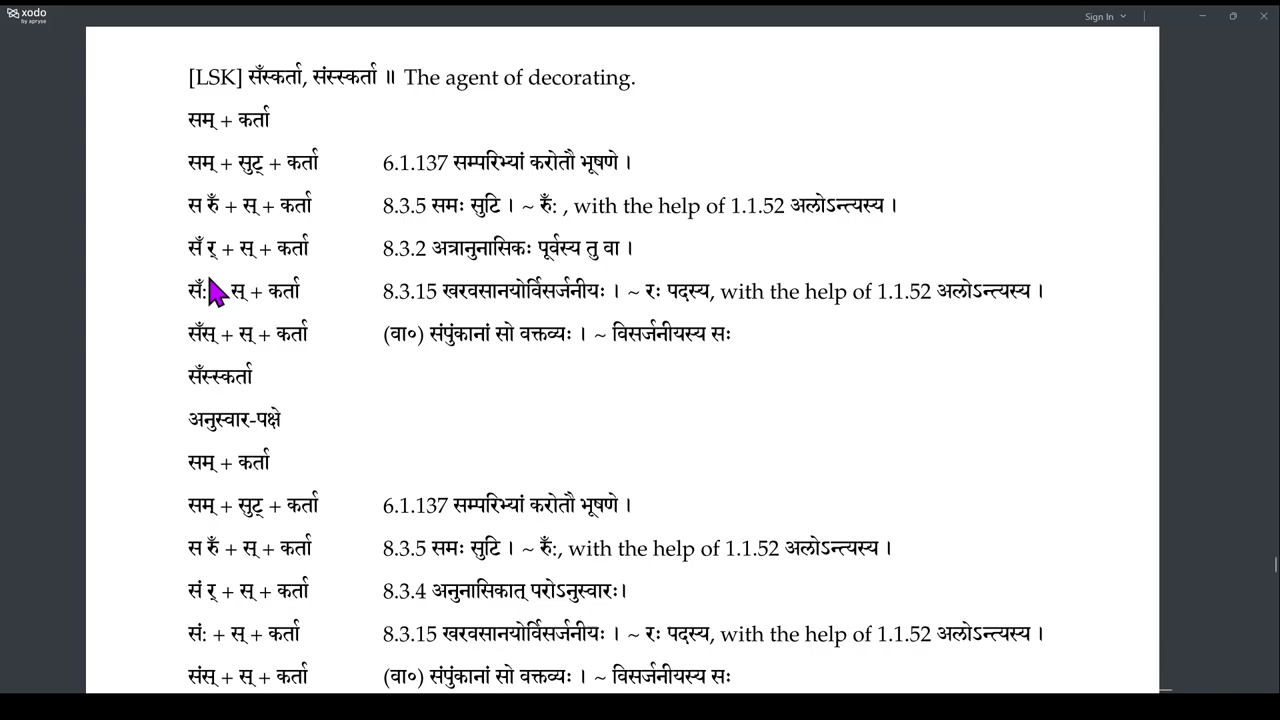 xodo
by apryse
Sign In
[LSK] सँस्कर्ता, संस्स्कर्ता ॥ The agent of decorating.
सम् + कर्ता
सम् + सुट् + कर्ता 6.1.137 सम्परिभ्यां करोतौ भूषणे ।
स रुँ + स् + कर्ता 8.3.5 समः सुटि । ~ रुँ: , with the help of 1.1.52 अलोऽन्त्यस्य ।
सँ र् + स् + कर्ता 8.3.2 अत्रानुनासिकः पूर्वस्य तु वा ।
सँ: स् + कर्ता 8.3.15 खरवसानयोर्विसर्जनीयः । ~ रः पदस्य, with the help of 1.1.52 अलोऽन्त्यस्य ।
सँस् + स् + कर्ता (वा०) संपुंकानां सो वक्तव्यः । ~ विसर्जनीयस्य सः
सँस्स्कर्ता
अनुस्वार-पक्षे
सम् + कर्ता
सम् + सुट् + कर्ता 6.1.137 सम्परिभ्यां करोतौ भूषणे ।
स रुँ + स् + कर्ता 8.3.5 समः सुटि । ~ रुँ:, with the help of 1.1.52 अलोऽन्त्यस्य ।
सं र् + स् + कर्ता 8.3.4 अनुनासिकात् परोऽनुस्वारः।
सं: + स् + कर्ता 8.3.15 खरवसानयोर्विसर्जनीयः । ~ रः पदस्य, with the help of 1.1.52 अलोऽन्त्यस्य ।
संस् + स् + कर्ता (वा०) संपुंकानां सो वक्तव्यः । ~ विसर्जनीयस्य सः